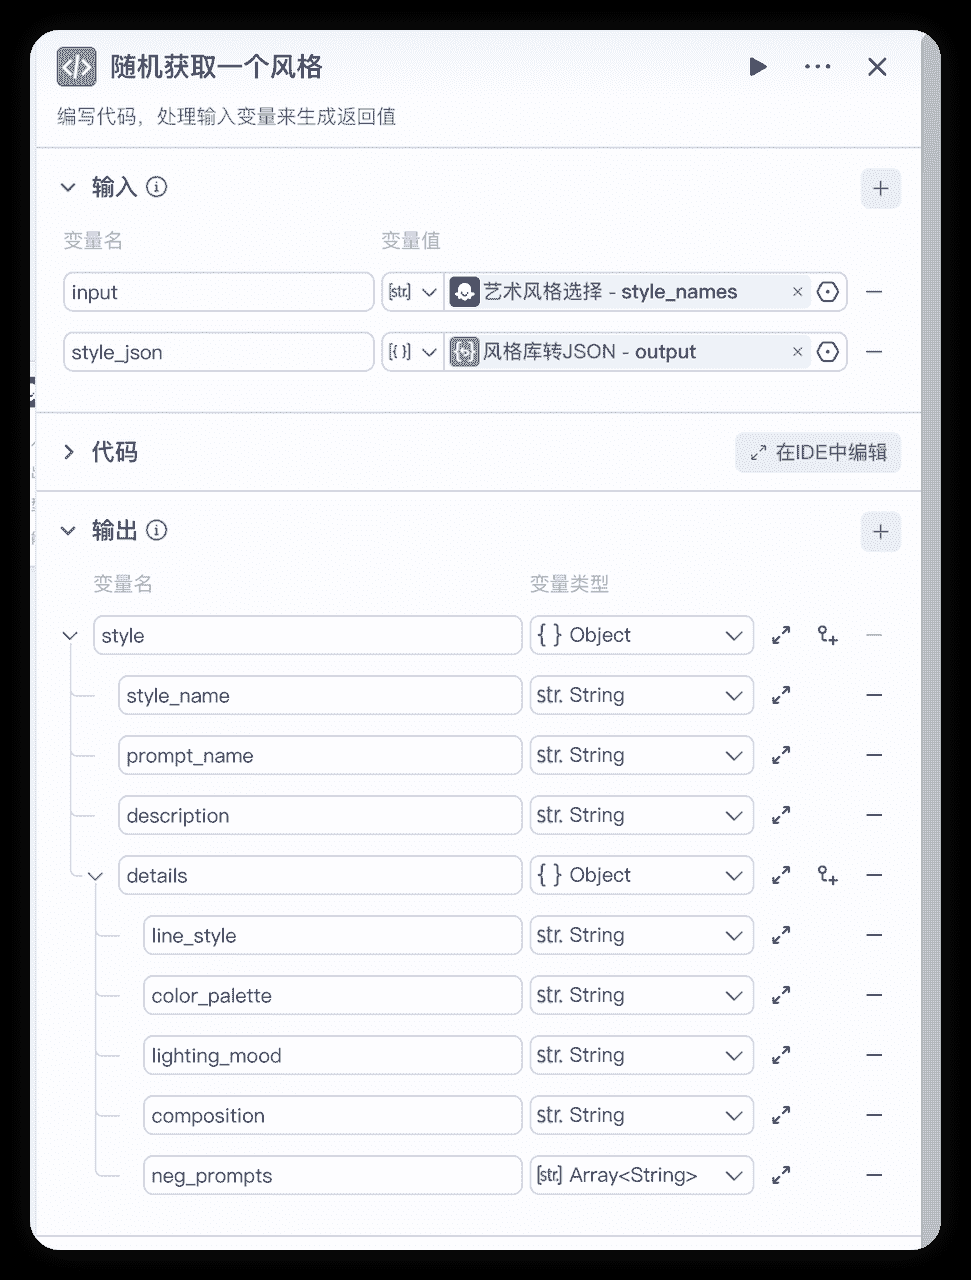 随机获取一个风格
编写代码，处理输入变量来生成返回值
输入
变量名 变量值
input [str.] 艺术风格选择 - style_names
style_json [{ }] 风格库转JSON - output
代码 在IDE中编辑
输出
变量名 变量类型
style { } Object
style_name str. String
prompt_name str. String
description str. String
details { } Object
line_style str. String
color_palette str. String
lighting_mood str. String
composition str. String
neg_prompts [str.] Array<String>